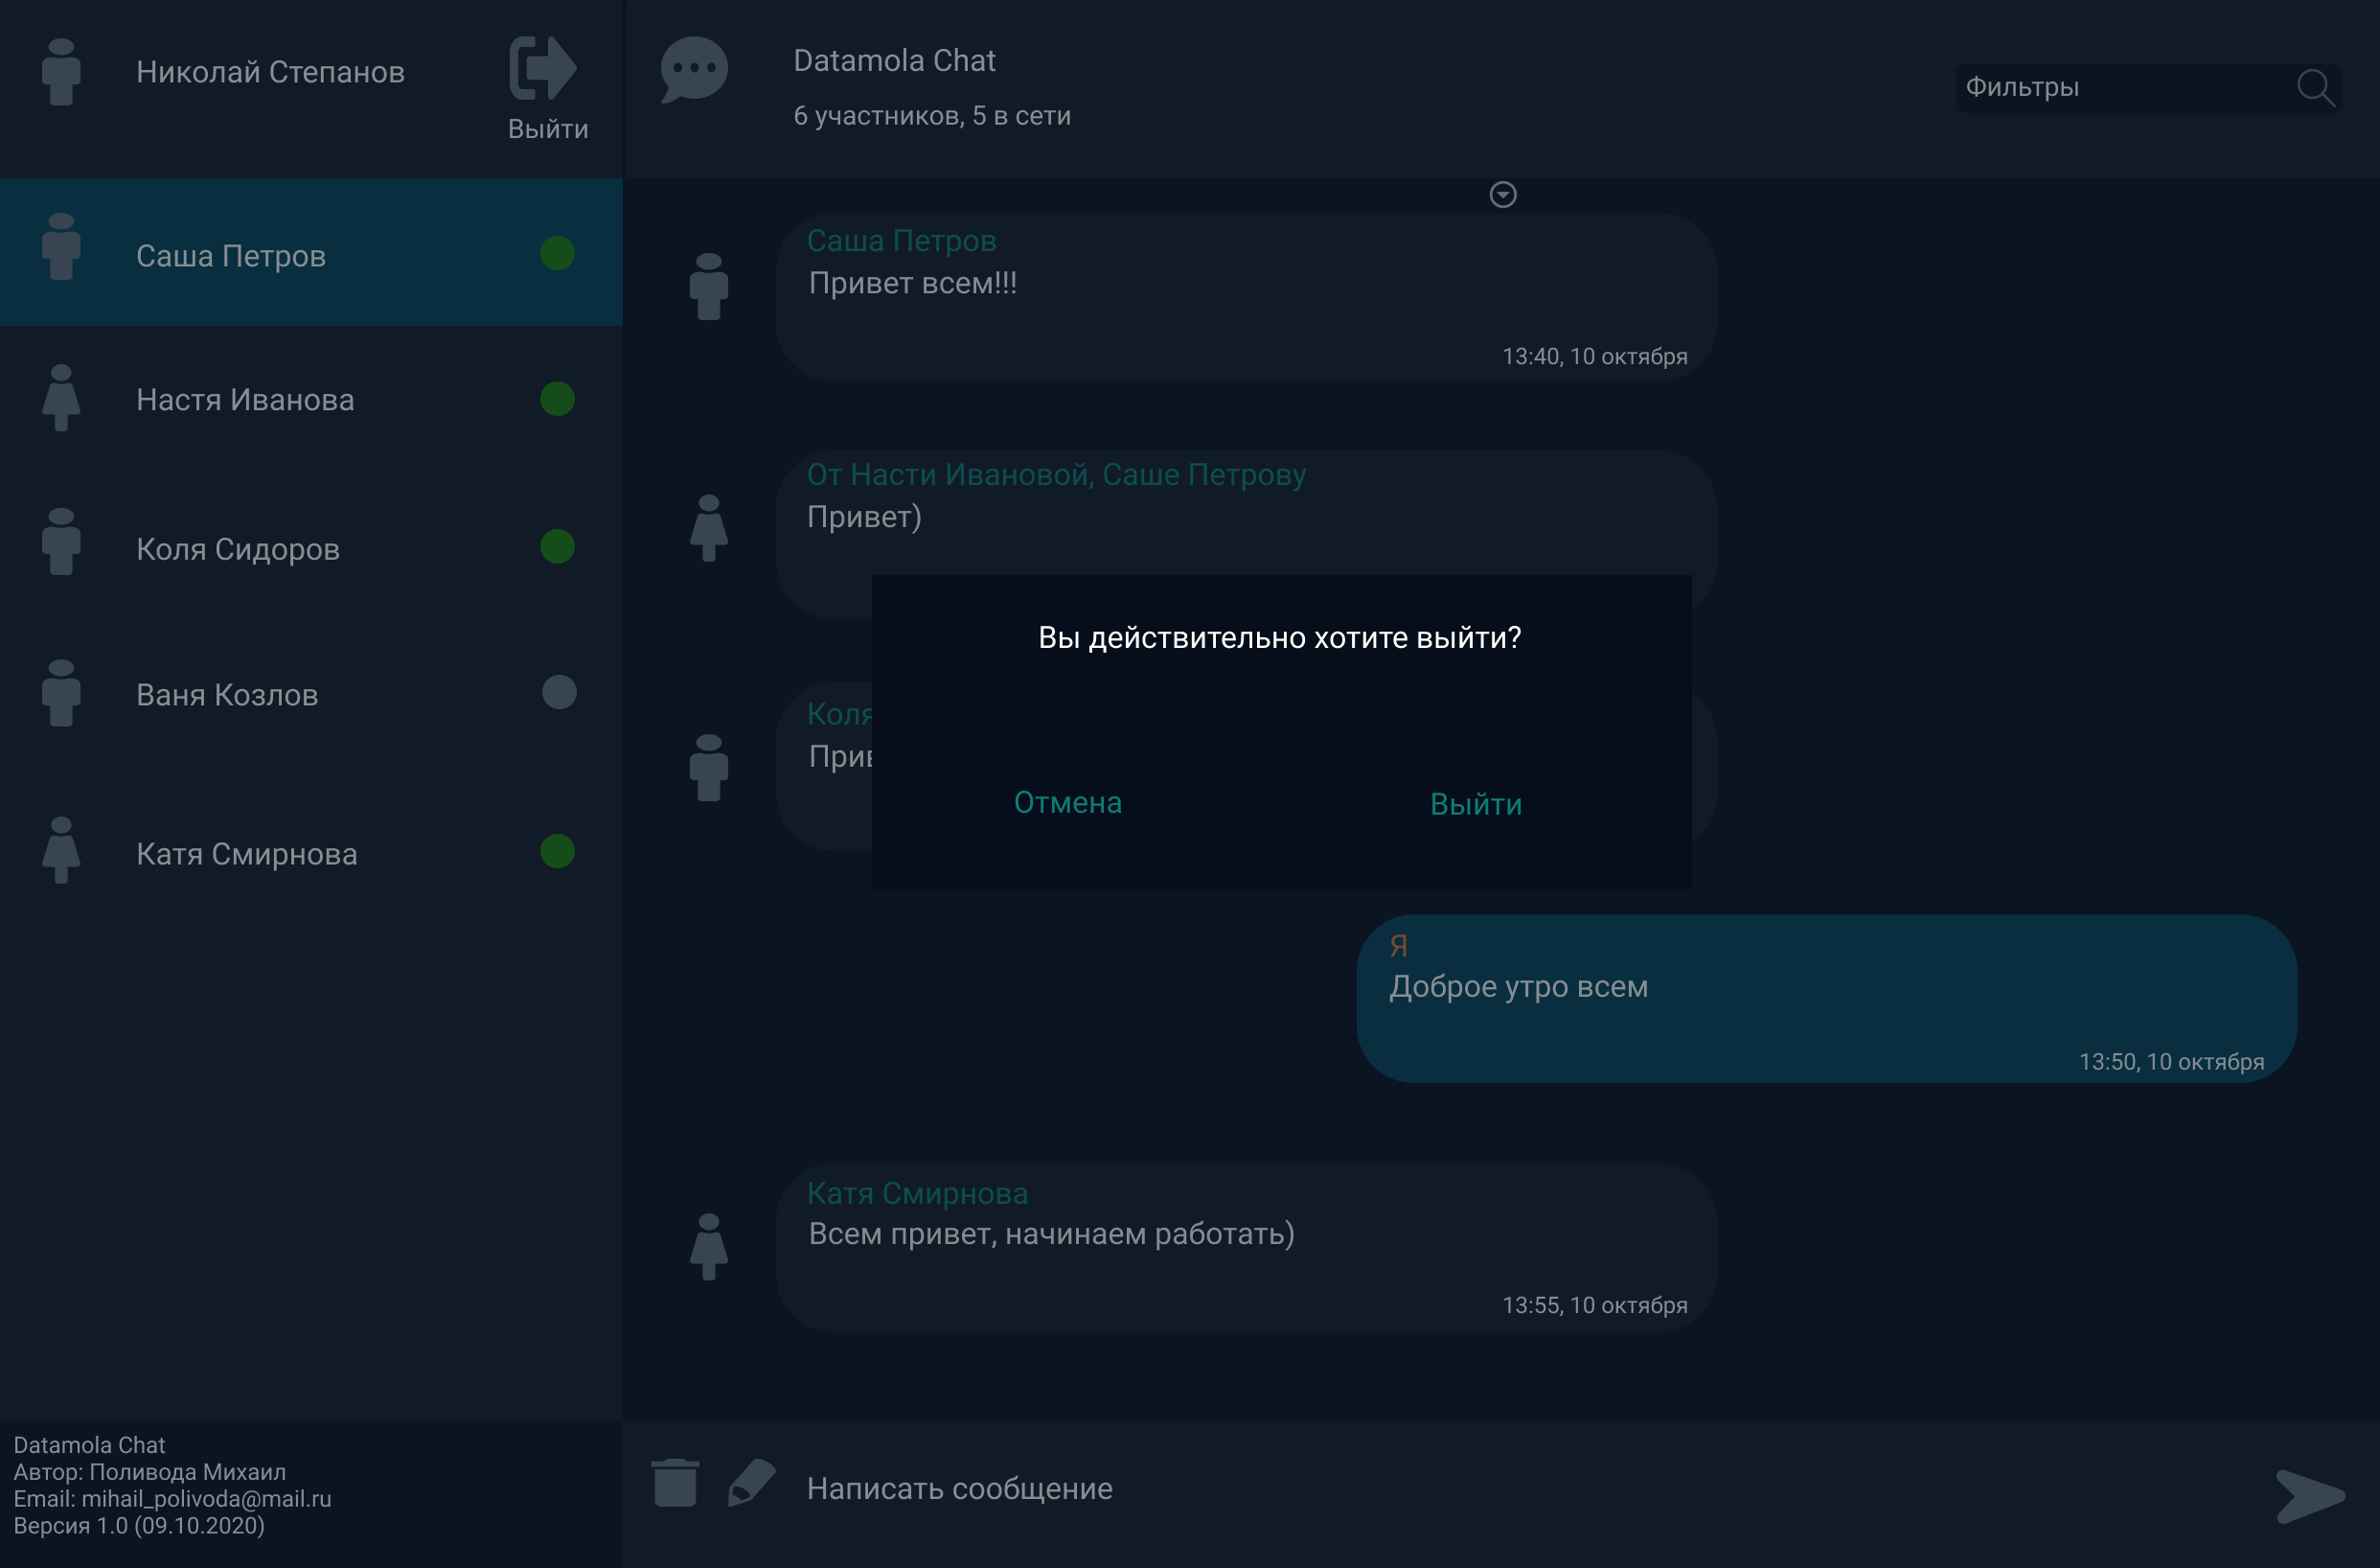 Николай Степанов
Выйти
Datamola Chat
6 участников, 5 в сети
Фильтры
Саша Петров
Настя Иванова
Коля Сидоров
Ваня Козлов
Катя Смирнова
Саша Петров
Привет всем!!!
13:40, 10 октября
От Насти Ивановой, Саше Петрову
Привет)
Коля
Вы действительно хотите выйти?
Отмена
Выйти
Я
Доброе утро всем
13:50, 10 октября
Катя Смирнова
Всем привет, начинаем работать)
13:55, 10 октября
Datamola Chat
Автор: Поливода Михаил
Email: mihail_polivoda@mail.ru
Версия 1.0 (09.10.2020)
Написать сообщение